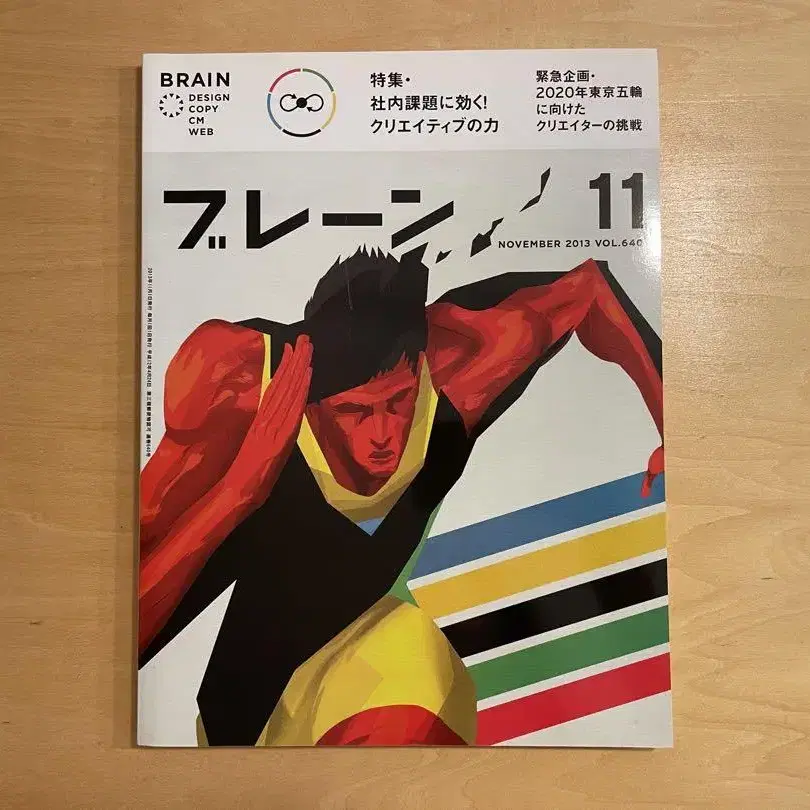 BRAIN
DESIGN
COPY
CM
WEB
特集・
社内課題に効く!
クリエイティブの力
緊急企画・
2020年東京五輪
に向けた
クリエイターの挑戦
ブレーン
11
NOVEMBER 2013 VOL.640